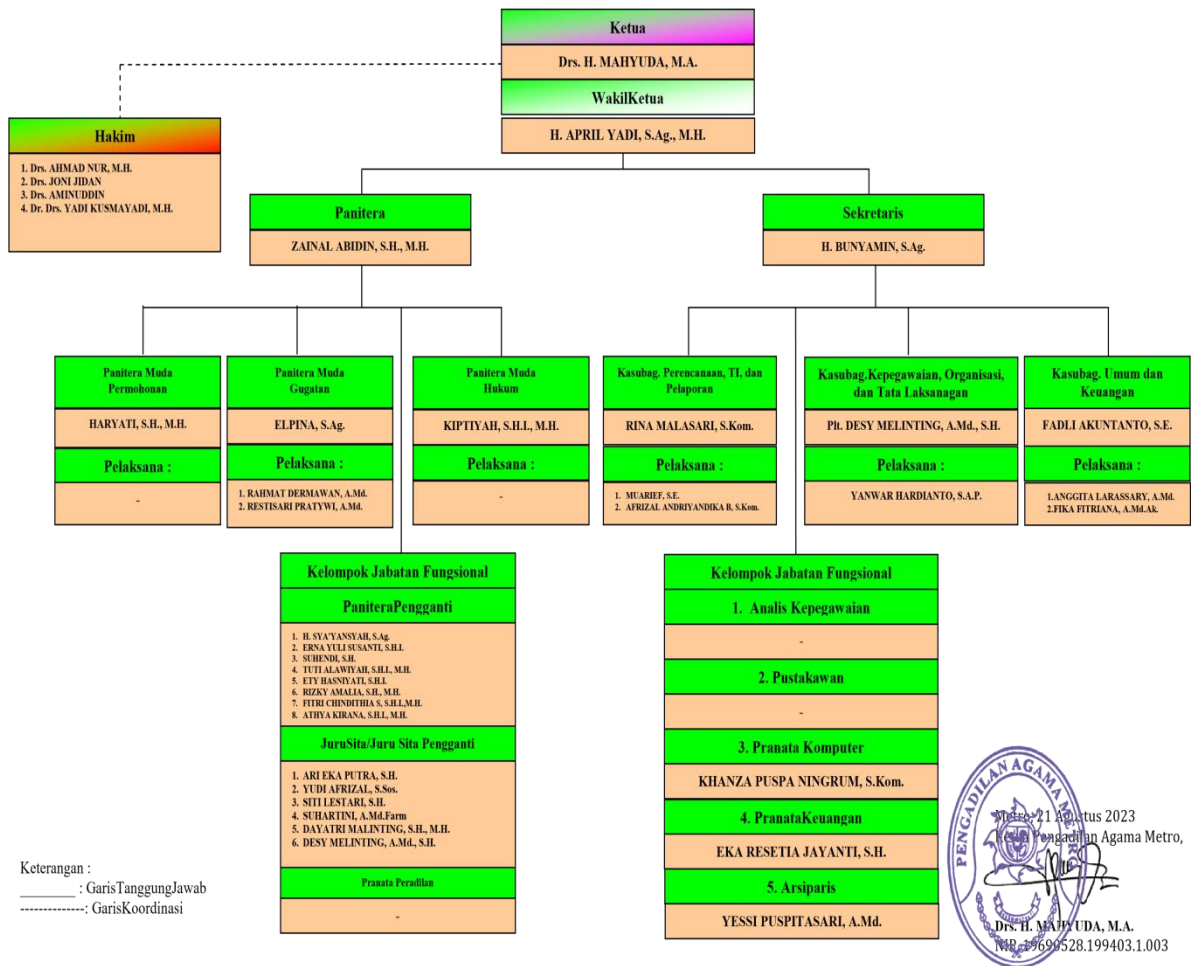 Ketua
Drs. H. MAHYUDA, M.A.
WakilKetua
H. APRIL YADI, S.Ag., M.H.
Hakim
1. Drs. AHMAD NUR, M.H.
2. Drs. JONI JIDAN
3. Drs. AMINUDDIN
4. Dr. Drs. YADI KUSMAYADI, M.H.
Panitera
ZAINAL ABIDIN, S.H., M.H.
Sekretaris
H. BUNYAMIN, S.Ag.
Panitera Muda
Permohonan
HARYATI, S.H., M.H.
Pelaksana :
-
Panitera Muda
Gugatan
ELPINA, S.Ag.
Pelaksana :
1. RAHMAT DERMAWAN, A.Md.
2. RESTISARI PRATYWI, A.Md.
Panitera Muda
Hukum
KIPTIYAH, S.H.I., M.H.
Pelaksana :
-
Kasubag. Perencanaan, TI, dan
Pelaporan
RINA MALASARI, S.Kom.
Pelaksana :
1. MUARIEF, S.E.
2. AFRIZAL ANDRIYANDIKA B, S.Kom.
Kasubag.Kepegawaian, Organisasi,
dan Tata Laksanagan
Plt. DESY MELINTING, A.Md., S.H.
Pelaksana :
YANWAR HARDIANTO, S.A.P.
Kasubag. Umum dan
Keuangan
FADLI AKUNTANTO, S.E.
Pelaksana :
1.ANGGITA LARASSARY, A.Md.
2.FIKA FITRIANA, A.Md.Ak.
Kelompok Jabatan Fungsional
PaniteraPengganti
1. H. SYA'YANSYAH, S.Ag.
2. ERNA YULI SUSANTI, S.H.I.
3. SUHENDI, S.H.
4. TUTI ALAWIYAH, S.H.I., M.H.
5. ETY HASNIYATI, S.H.I.
6. RIZKY AMALIA, S.H., M.H.
7. FITRI CHINDITHIA S, S.H.I.,M.H.
8. ATHYA KIRANA, S.H.I., M.H.
JuruSita/Juru Sita Pengganti
1. ARI EKA PUTRA, S.H.
2. YUDI AFRIZAL, S.Sos.
3. SITI LESTARI, S.H.
4. SUHARTINI, A.Md.Farm
5. DAYATRI MALINTING, S.H., M.H.
6. DESY MELINTING, A.Md., S.H.
Pranata Peradilan
-
Kelompok Jabatan Fungsional
1. Analis Kepegawaian
-
2. Pustakawan
-
3. Pranata Komputer
KHANZA PUSPA NINGRUM, S.Kom.
4. PranataKeuangan
EKA RESETIA JAYANTI, S.H.
5. Arsiparis
YESSI PUSPITASARI, A.Md.
Keterangan :
_________ : GarisTanggungJawab
--------------: GarisKoordinasi
PENGADILAN AGAMA METRO
Metro, 21 Agustus 2023
Ketua Pengadilan Agama Metro,
Drs. H. MAHYUDA, M.A.
NIP. 19690528.199403.1.003